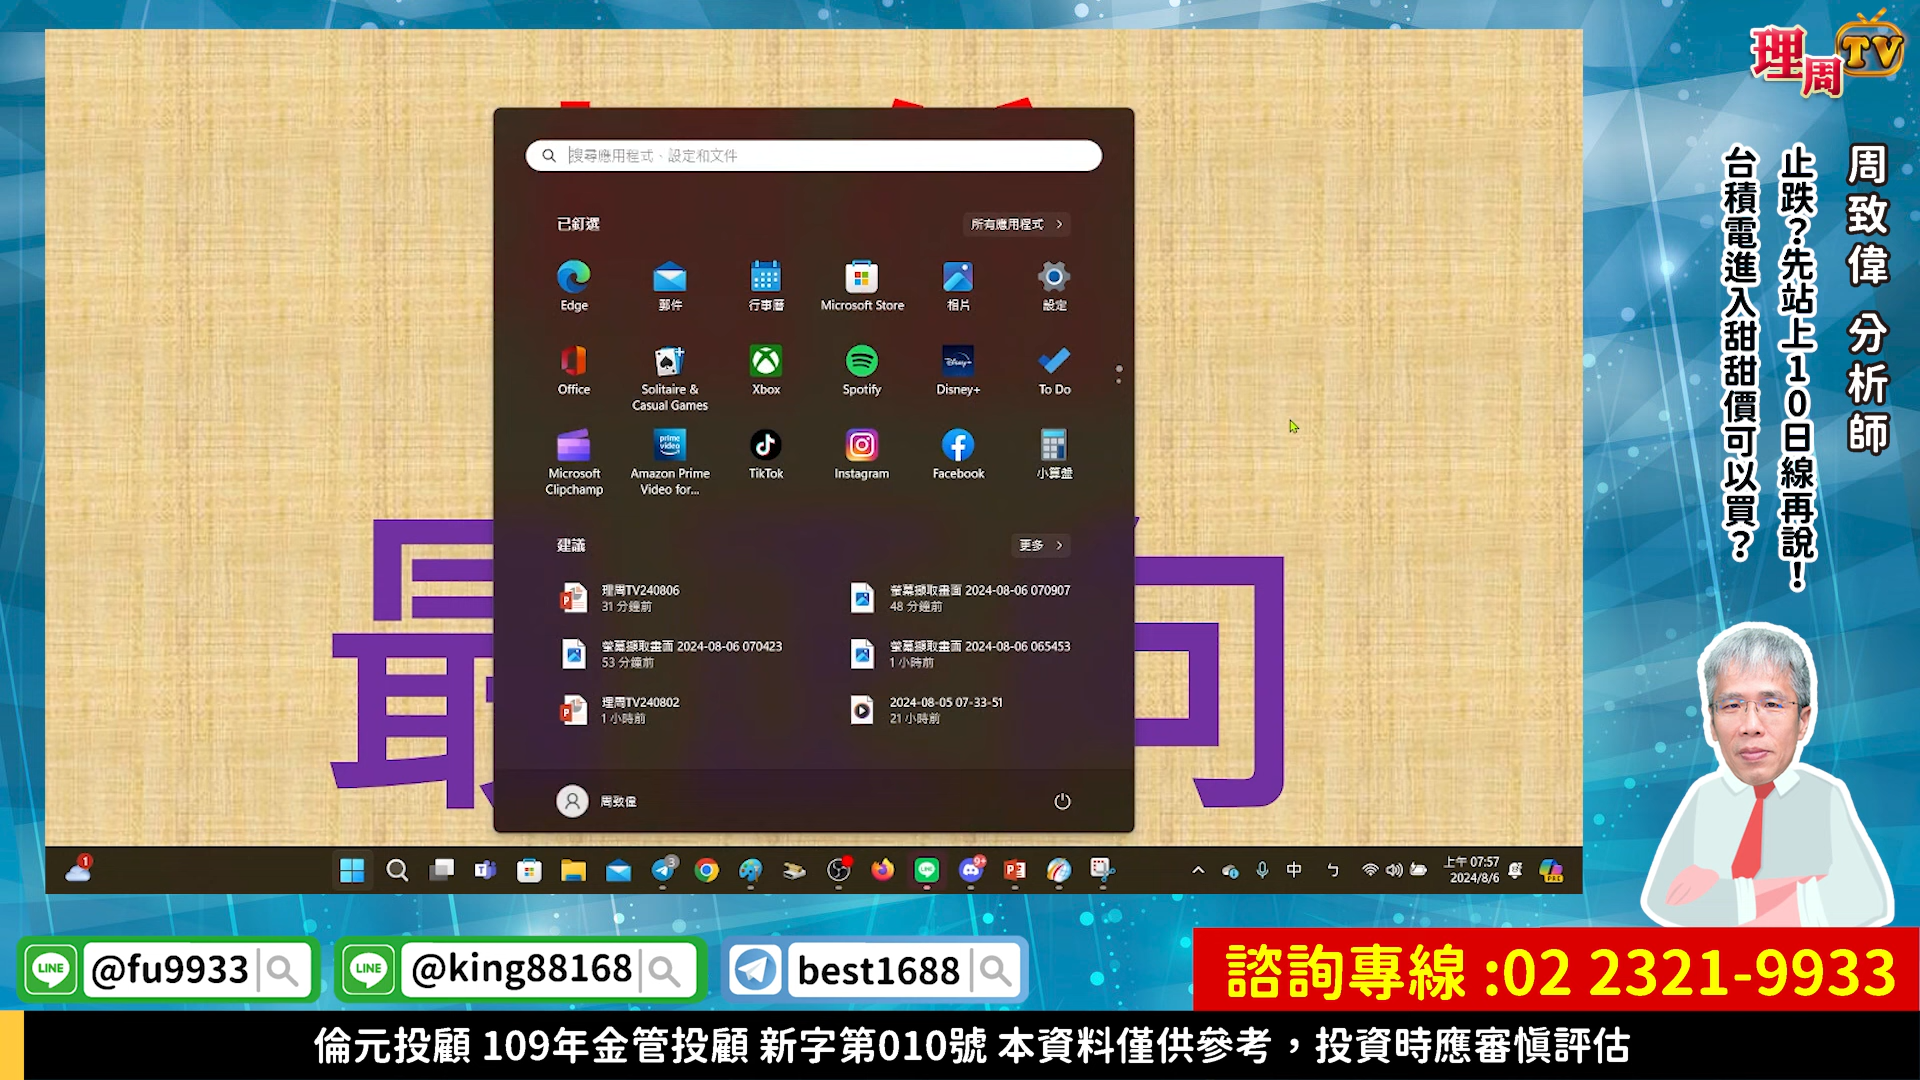 理周TV
周致偉 分析師
止跌？先站上10日線再說！
台積電進入甜甜價可以買？
搜尋應用程式、設定和文件
已釘選
所有應用程式 >
Edge
郵件
行事曆
Microsoft Store
相片
設定
Office
Solitaire &
Casual Games
Xbox
Spotify
Disney+
To Do
Microsoft
Clipchamp
Amazon Prime
Video for...
TikTok
Instagram
Facebook
小算盤
建議
更多 >
理周TV240806
31 分鐘前
螢幕擷取畫面 2024-08-06 070907
48 分鐘前
螢幕擷取畫面 2024-08-06 070423
53 分鐘前
螢幕擷取畫面 2024-08-06 065453
1 小時前
理周TV240802
1 小時前
2024-08-05 07-33-51
21 小時前
周致偉
最
中
ㄅ
上午 07:57
2024/8/6
LINE @fu9933
LINE @king88168
best1688
諮詢專線 :02 2321-9933
倫元投顧 109年金管投顧 新字第010號 本資料僅供參考，投資時應審慎評估